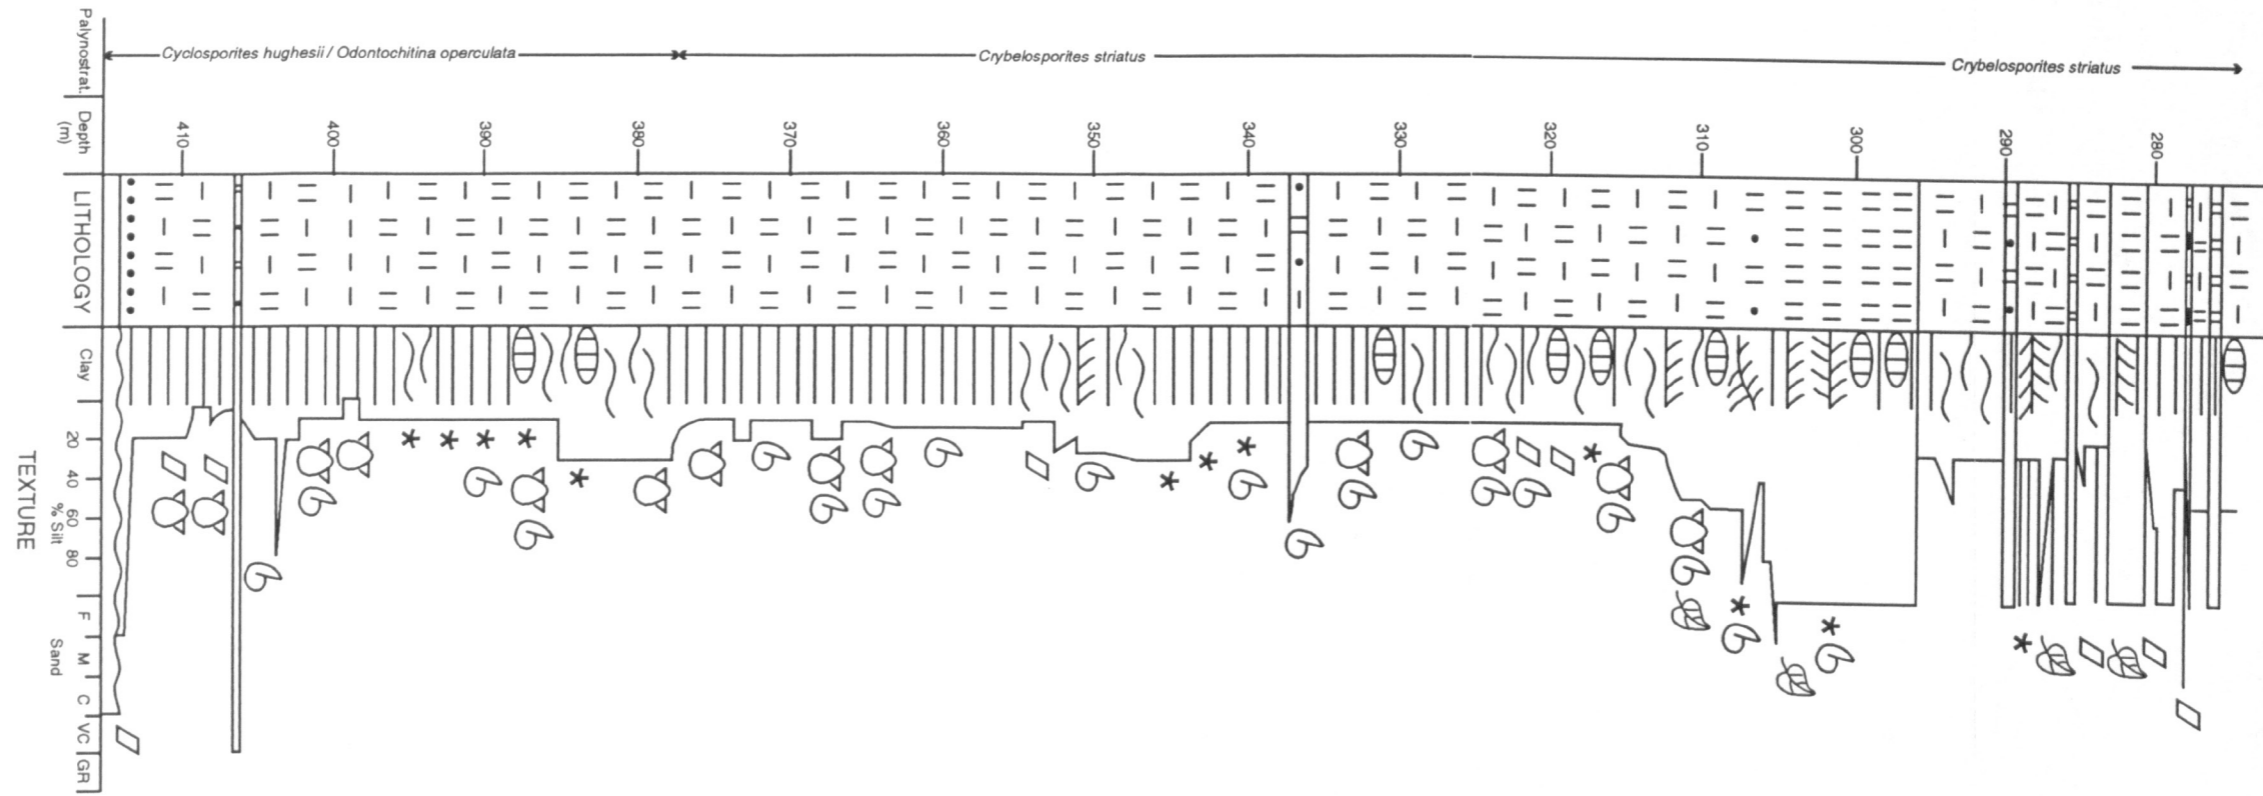 Palynostrat.
Cyclosporites hughesii / Odontochitina operculata
Crybelosporites striatus
Crybelosporites striatus
Depth
(m)
410
400
390
380
370
360
350
340
330
320
310
300
290
280
LITHOLOGY
Clay
20
40
60
80
% Silt
F
M
C
VC
GR
Sand
TEXTURE